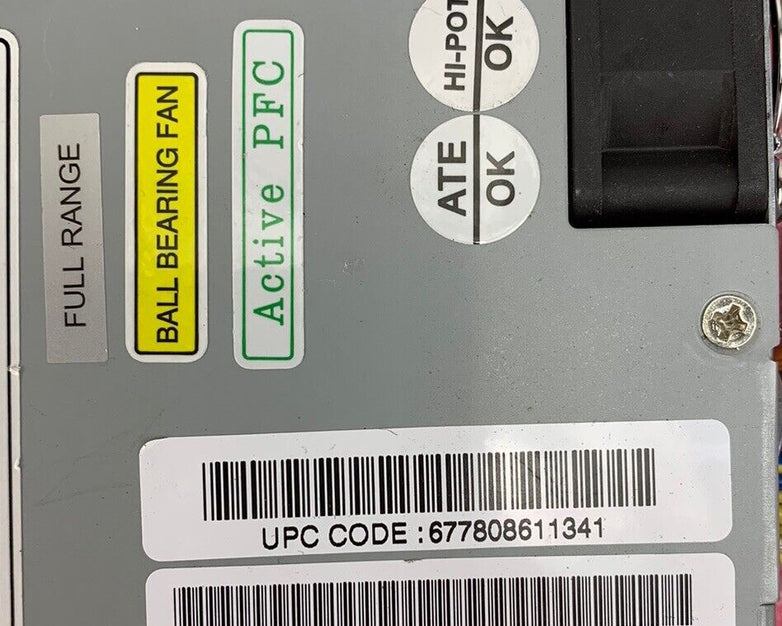 FULL RANGE
BALL BEARING FAN
Active PFC
HI-POT
OK
ATE
OK
UPC CODE : 677808611341